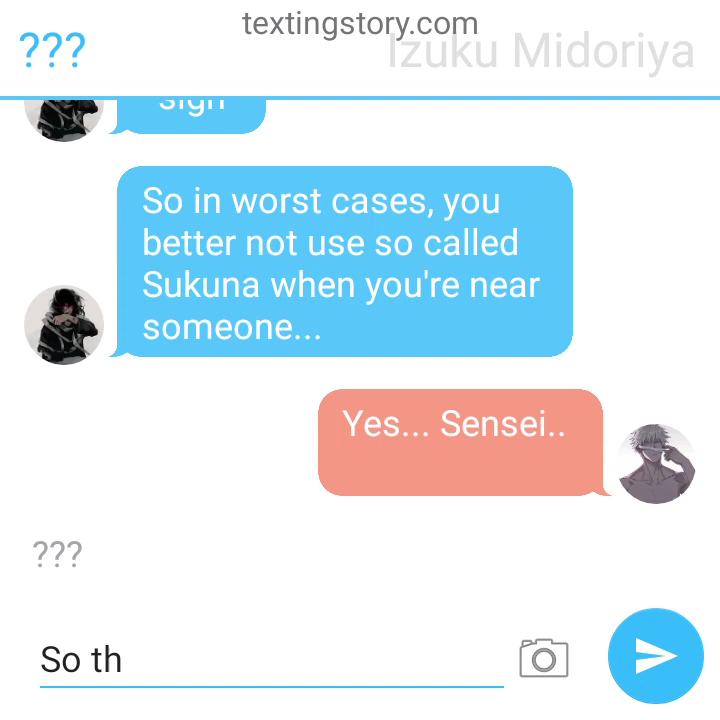 textingstory.com
???
Izuku Midoriya
sigh
So in worst cases, you
better not use so called
Sukuna when you're near
someone...
Yes... Sensei..
???
So th